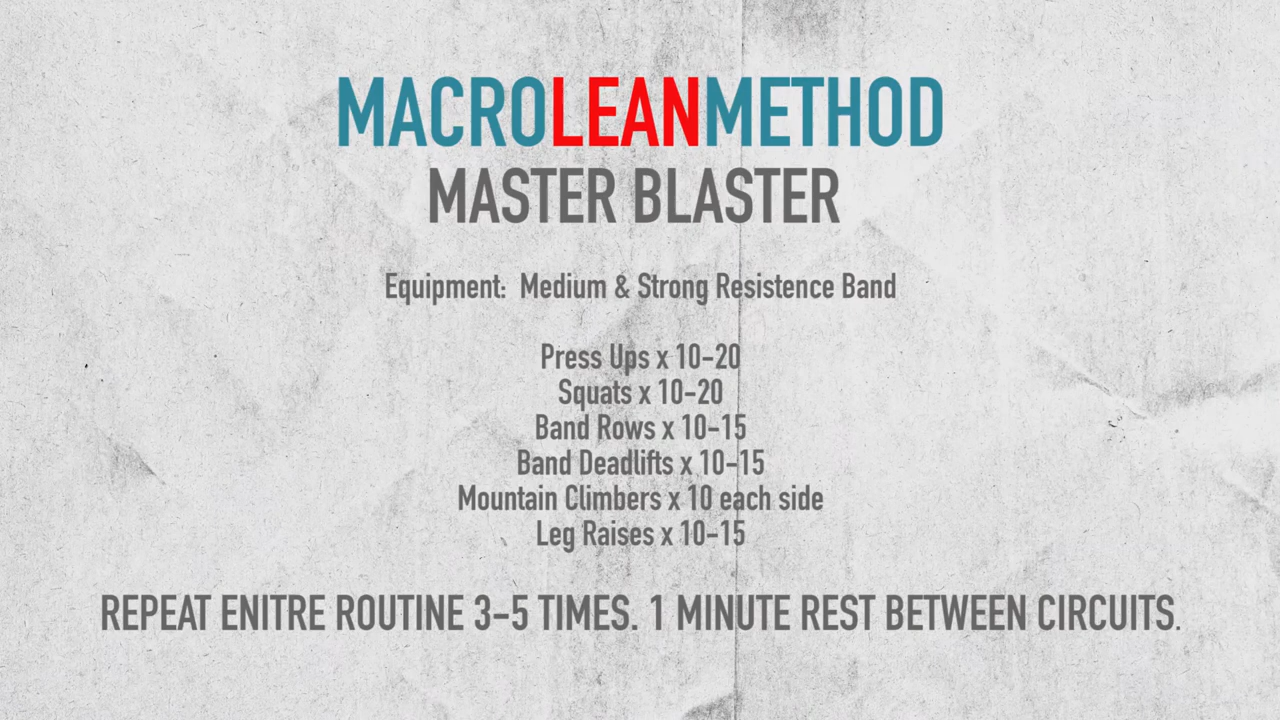 MACROLEANMETHOD
MASTER BLASTER
Equipment: Medium & Strong Resistence Band
Press Ups x 10-20
Squats x 10-20
Band Rows x 10-15
Band Deadlifts x 10-15
Mountain Climbers x 10 each side
Leg Raises x 10-15
REPEAT ENITRE ROUTINE 3-5 TIMES. 1 MINUTE REST BETWEEN CIRCUITS.